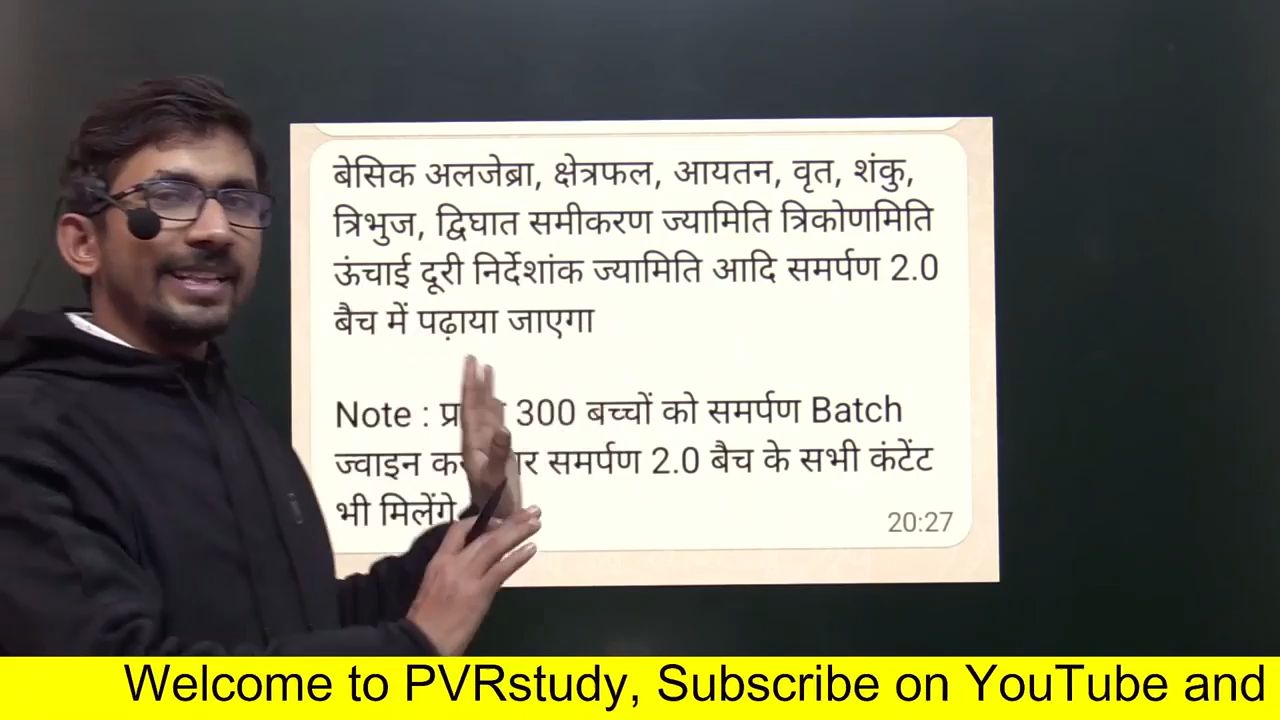 बेसिक अलजेब्रा, क्षेत्रफल, आयतन, वृत, शंकु,
त्रिभुज, द्विघात समीकरण ज्यामिति त्रिकोणमिति
ऊंचाई दूरी निर्देशांक ज्यामिति आदि समर्पण 2.0
बैच में पढ़ाया जाएगा
Note : 300 बच्चों को समर्पण Batch
ज्वाइन समर्पण 2.0 बैच के सभी कंटेंट
भी मिलेंगे
20:27
Welcome to PVRstudy, Subscribe on YouTube and